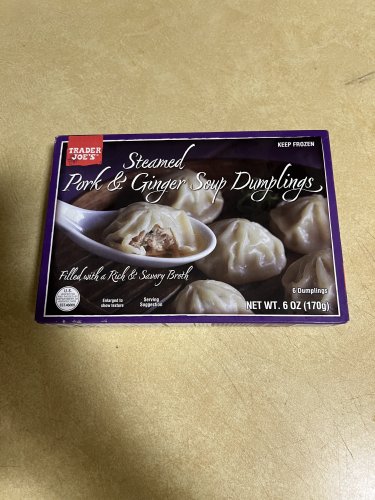 TRADER
JOE'S
KEEP FROZEN
Steamed
Pork & Ginger Soup Dumplings
Filled with a Rich & Savory Broth
6 Dumplings
Enlarged to
show texture
Serving
Suggestion
NET WT. 6 OZ (170g)